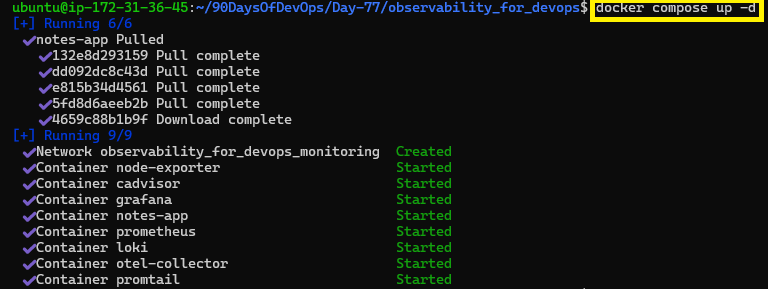 ubuntu@ip-172-31-36-45:~/90DaysOfDevOps/Day-77/observability_for_devops$ docker compose up -d
[+] Running 6/6
✔notes-app Pulled
✔132e8d293159 Pull complete
✔dd092dc8c43d Pull complete
✔e815b34d4561 Pull complete
✔5fd8d6aeeb2b Pull complete
✔4659c88b1b9f Download complete
[+] Running 9/9
✔Network observability_for_devops_monitoring Created
✔Container node-exporter Started
✔Container cadvisor Started
✔Container grafana Started
✔Container notes-app Started
✔Container prometheus Started
✔Container loki Started
✔Container otel-collector Started
✔Container promtail Started